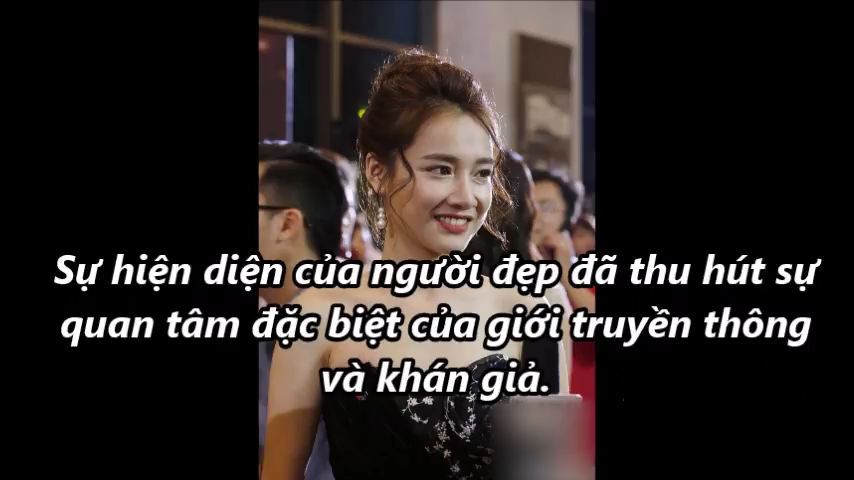 Sự hiện diện của người đẹp đã thu hút sự
quan tâm đặc biệt của giới truyền thông
và khán giả.